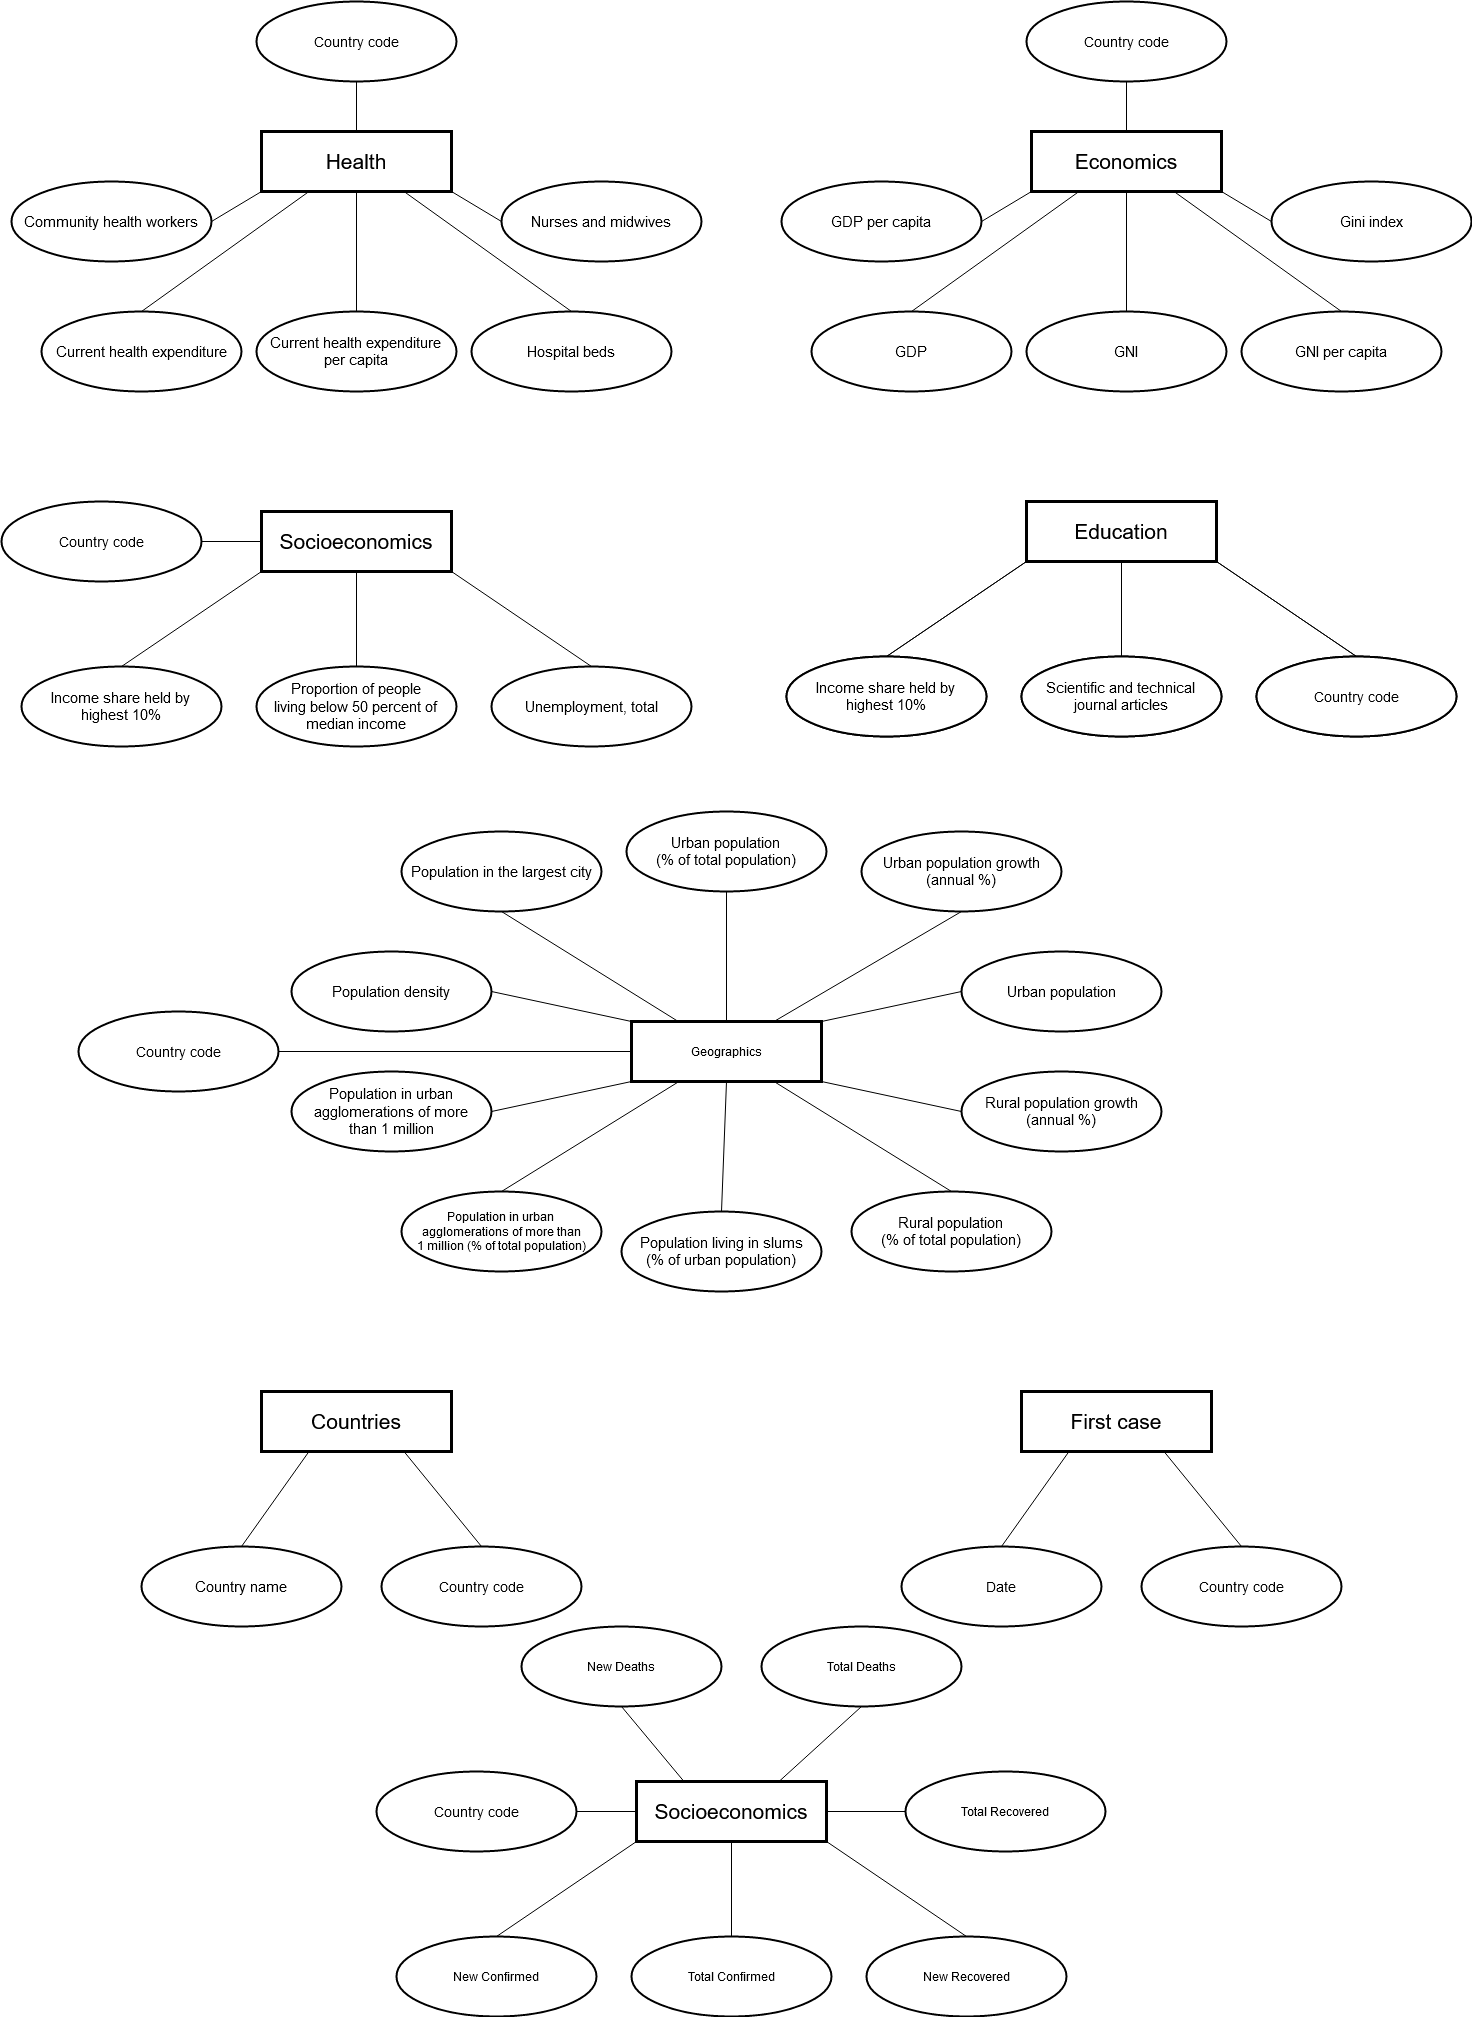 Country code
Country code
Health
Economics
Community health workers
Nurses and midwives
GDP per capita
Gini index
Current health expenditure
Current health expenditure
per capita
Hospital beds
GDP
GNI
GNI per capita
Country code
Socioeconomics
Education
Income share held by
highest 10%
Proportion of people
living below 50 percent of
median income
Unemployment, total
Income share held by
highest 10%
Scientific and technical
journal articles
Country code
Population in the largest city
Urban population
(% of total population)
Urban population growth
(annual %)
Population density
Urban population
Country code
Geographics
Population in urban
agglomerations of more
than 1 million
Rural population growth
(annual %)
Population in urban
agglomerations of more than
1 million (% of total population)
Population living in slums
(% of urban population)
Rural population
(% of total population)
Countries
First case
Country name
Country code
Date
Country code
New Deaths
Total Deaths
Country code
Socioeconomics
Total Recovered
New Confirmed
Total Confirmed
New Recovered